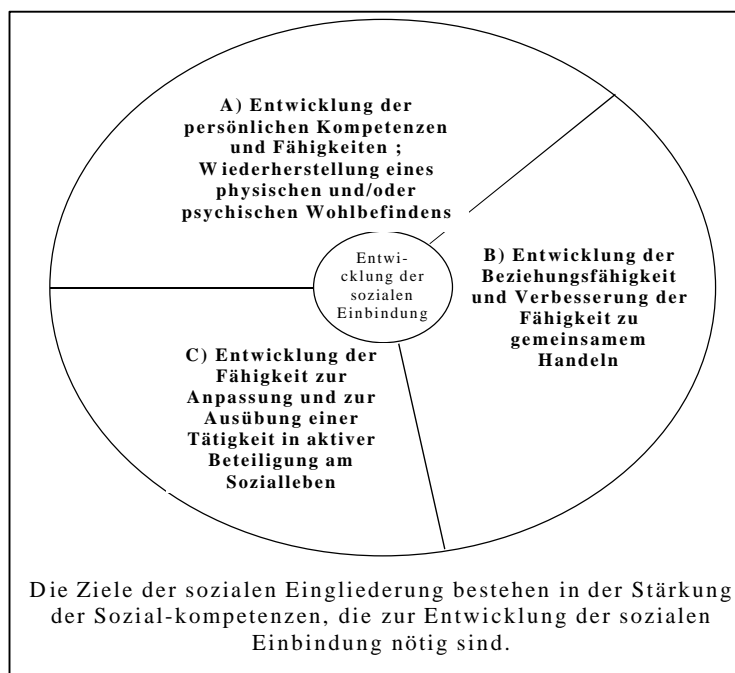 A) Entwicklung der
persönlichen Kompetenzen
und Fähigkeiten ;
Wiederherstellung eines
physischen und/oder
psychischen Wohlbefindens
B) Entwicklung der
Beziehungsfähigkeit
und Verbesserung der
Fähigkeit zu
gemeinsamem
Handeln
Entwi-
cklung der
sozialen
Einbindung
C) Entwicklung der
Fähigkeit zur
Anpassung und zur
Ausübung einer
Tätigkeit in aktiver
Beteiligung am
Sozialleben
Die Ziele der sozialen Eingliederung bestehen in der Stärkung
der Sozial-kompetenzen, die zur Entwicklung der sozialen
Einbindung nötig sind.